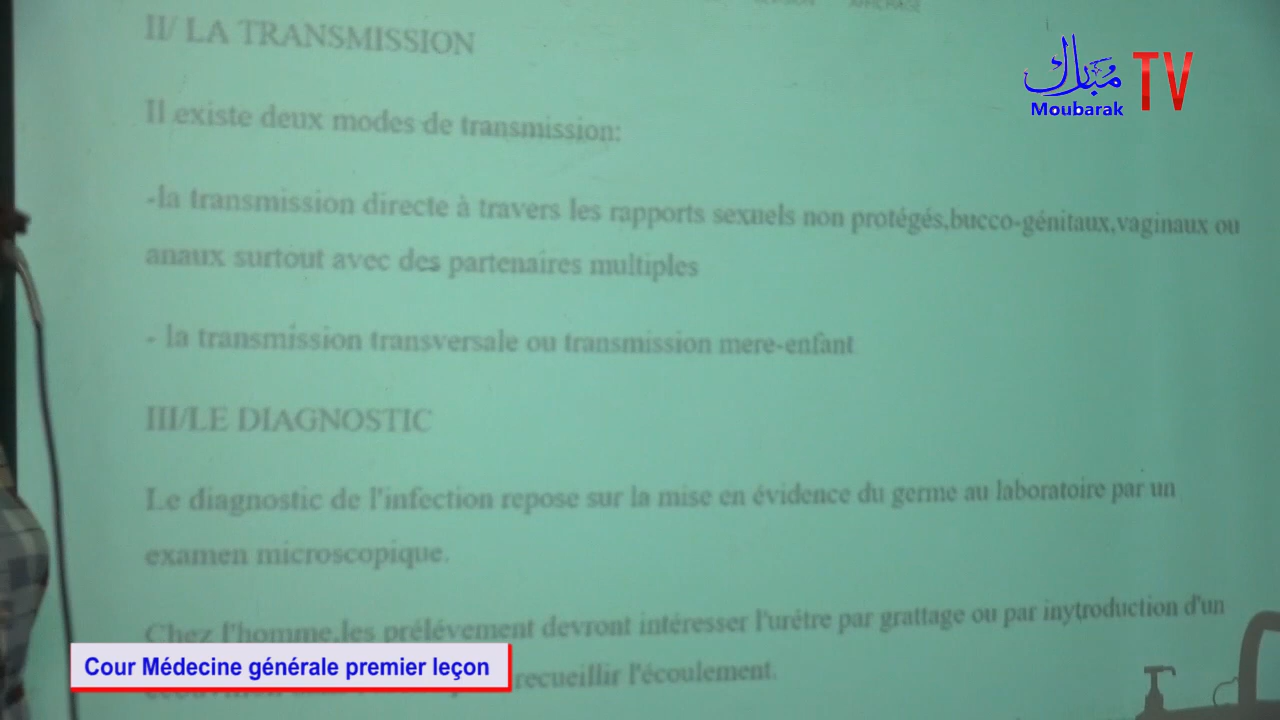 AFFICHAGE
II/ LA TRANSMISSION
مبارك TV
Moubarak
Il existe deux modes de transmission:
-la transmission directe à travers les rapports sexuels non protégés,bucco-génitaux,vaginaux ou
anaux surtout avec des partenaires multiples
- la transmission transversale ou transmission mere-enfant
III/LE DIAGNOSTIC
Le diagnostic de l'infection repose sur la mise en évidence du germe au laboratoire par un
examen microscopique.
Chez l'homme,les prélévement devront intéresser l'urétre par grattage ou par inytroduction d'un
recueillir l'écoulement.
Cour Médecine générale premier leçon